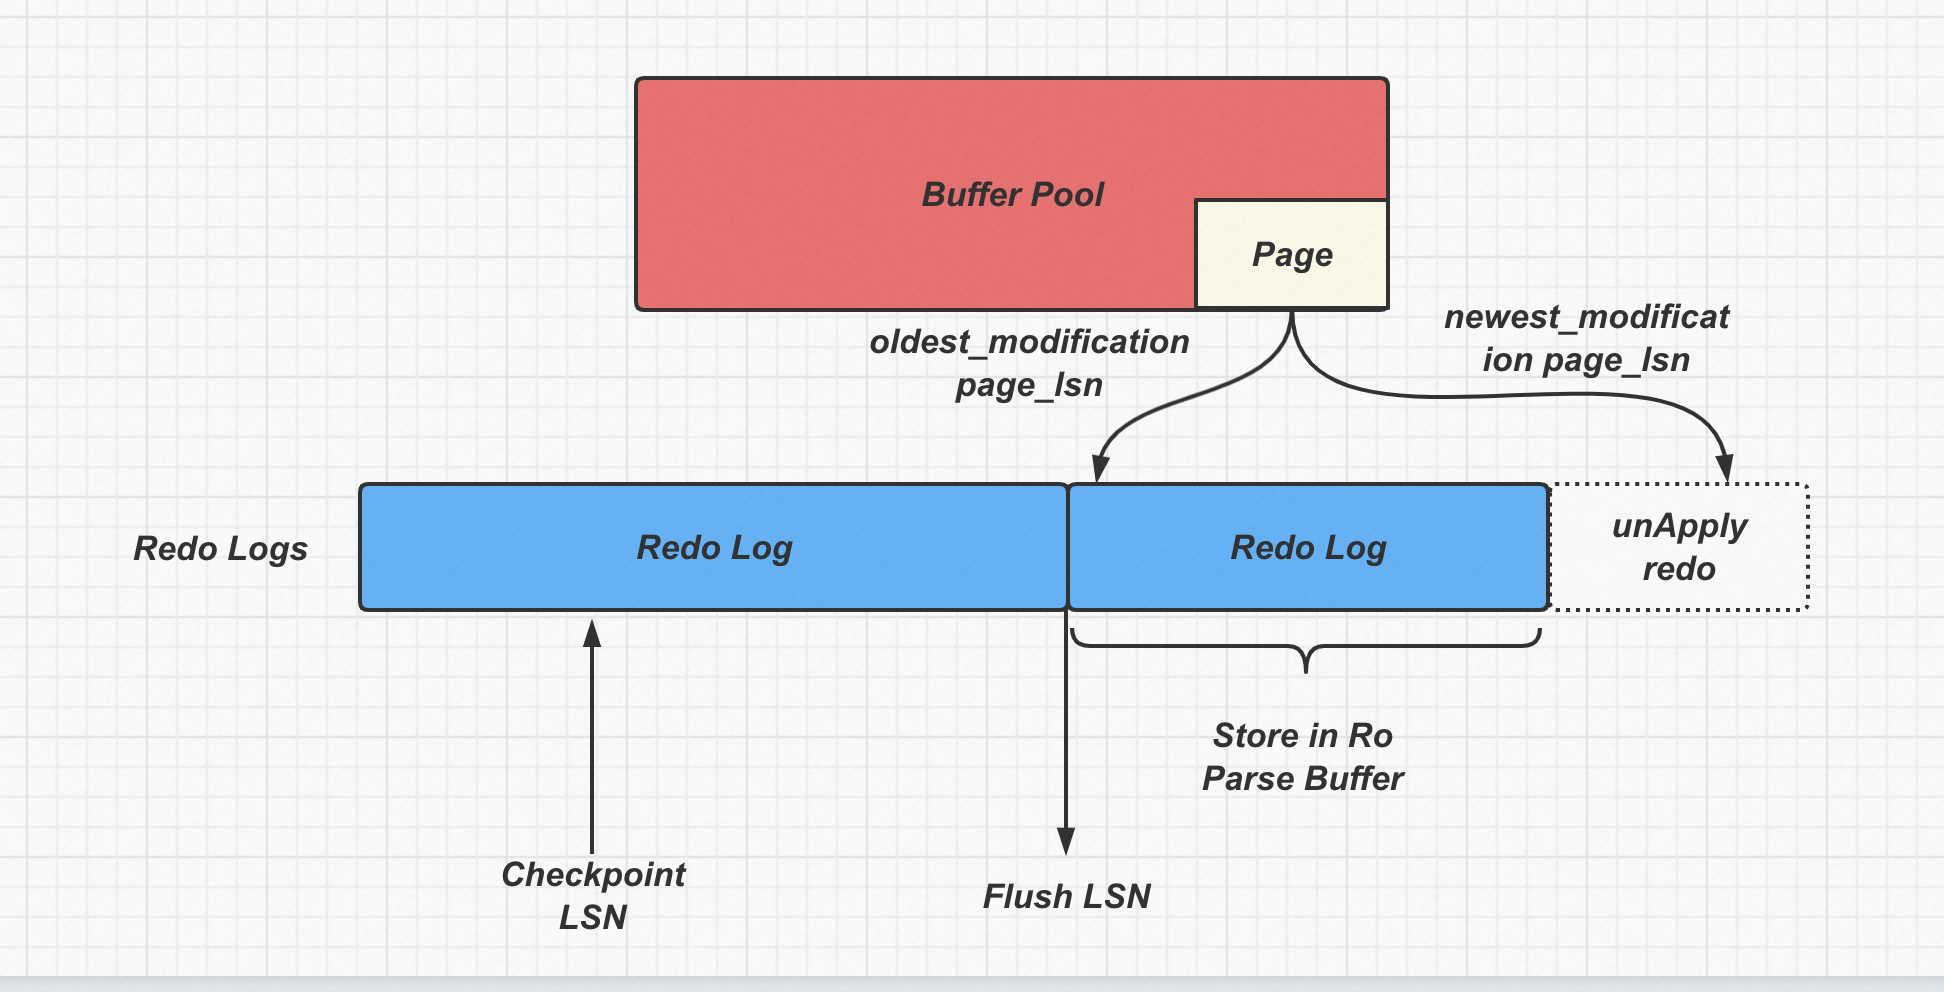 Buffer Pool
Page
oldest_modification
page_lsn
newest_modificat
ion page_lsn
Redo Logs
Redo Log
Redo Log
unApply
redo
Store in Ro
Parse Buffer
Checkpoint
LSN
Flush LSN